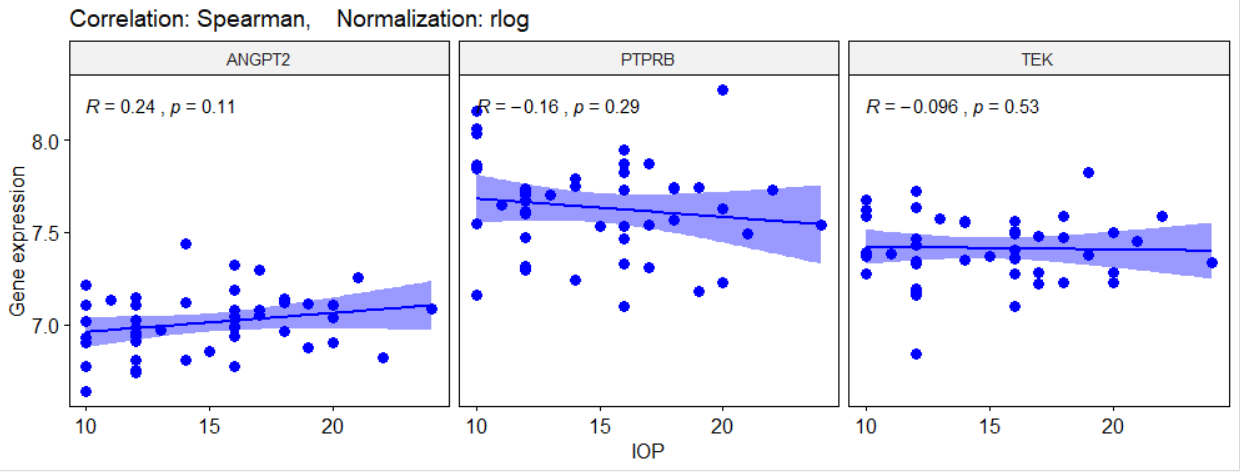 Correlation: Spearman,    Normalization: rlog
ANGPT2
PTPRB
TEK
R = 0.24 , p = 0.11
R = −0.16 , p = 0.29
R = −0.096 , p = 0.53
Gene expression
8.0
7.5
7.0
10 15 20
10 15 20
10 15 20
IOP